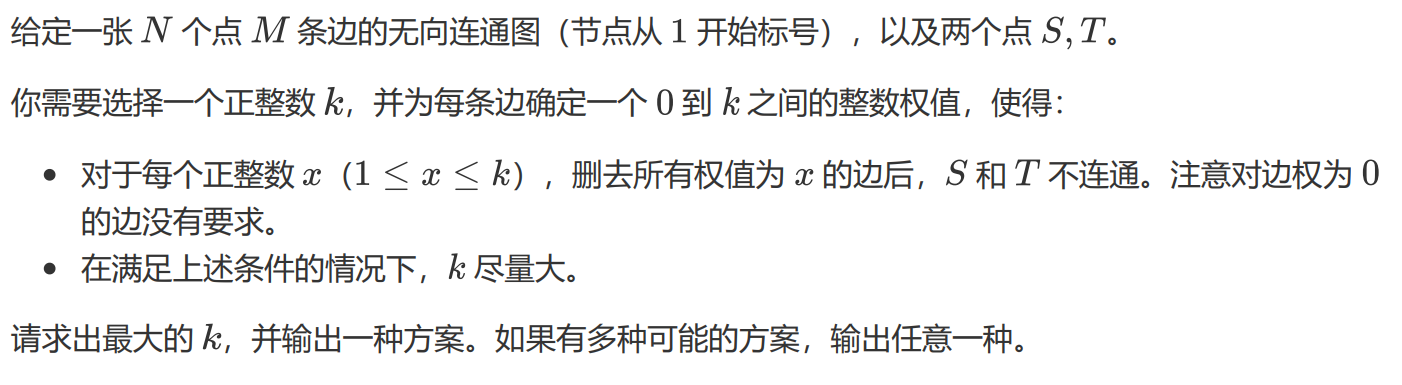 给定一张 N 个点 M 条边的无向连通图（节点从 1 开始标号），以及两个点 S, T。
你需要选择一个正整数 k，并为每条边确定一个 0 到 k 之间的整数权值，使得：
• 对于每个正整数 x（1 ≤ x ≤ k），删去所有权值为 x 的边后，S 和 T 不连通。注意对边权为 0
的边没有要求。
• 在满足上述条件的情况下，k 尽量大。
请求出最大的 k，并输出一种方案。如果有多种可能的方案，输出任意一种。